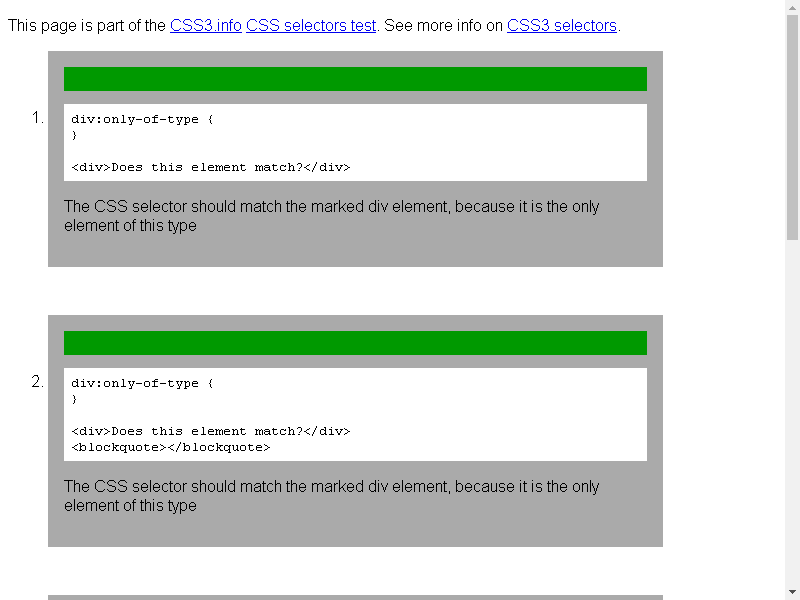 This page is part of the CSS3.info CSS selectors test. See more info on CSS3 selectors.
1.
div:only-of-type {
}
<div>Does this element match?</div>
The CSS selector should match the marked div element, because it is the only
element of this type
2.
div:only-of-type {
}
<div>Does this element match?</div>
<blockquote></blockquote>
The CSS selector should match the marked div element, because it is the only
element of this type